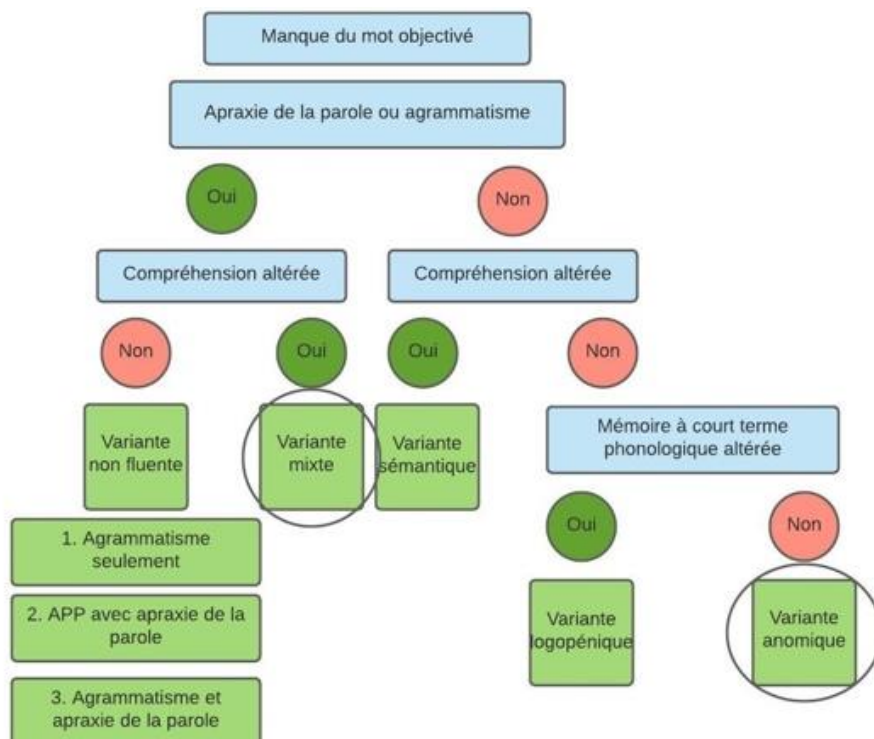 Manque du mot objectivé
Apraxie de la parole ou agrammatisme
Oui
Non
Compréhension altérée
Compréhension altérée
Non
Oui
Oui
Non
Variante
non fluente
Variante
mixte
Variante
sémantique
Mémoire à court terme
phonologique altérée
1. Agrammatisme
seulement
Oui
Non
2. APP avec apraxie de la
parole
Variante
logopénique
Variante
anomique
3. Agrammatisme et
apraxie de la parole